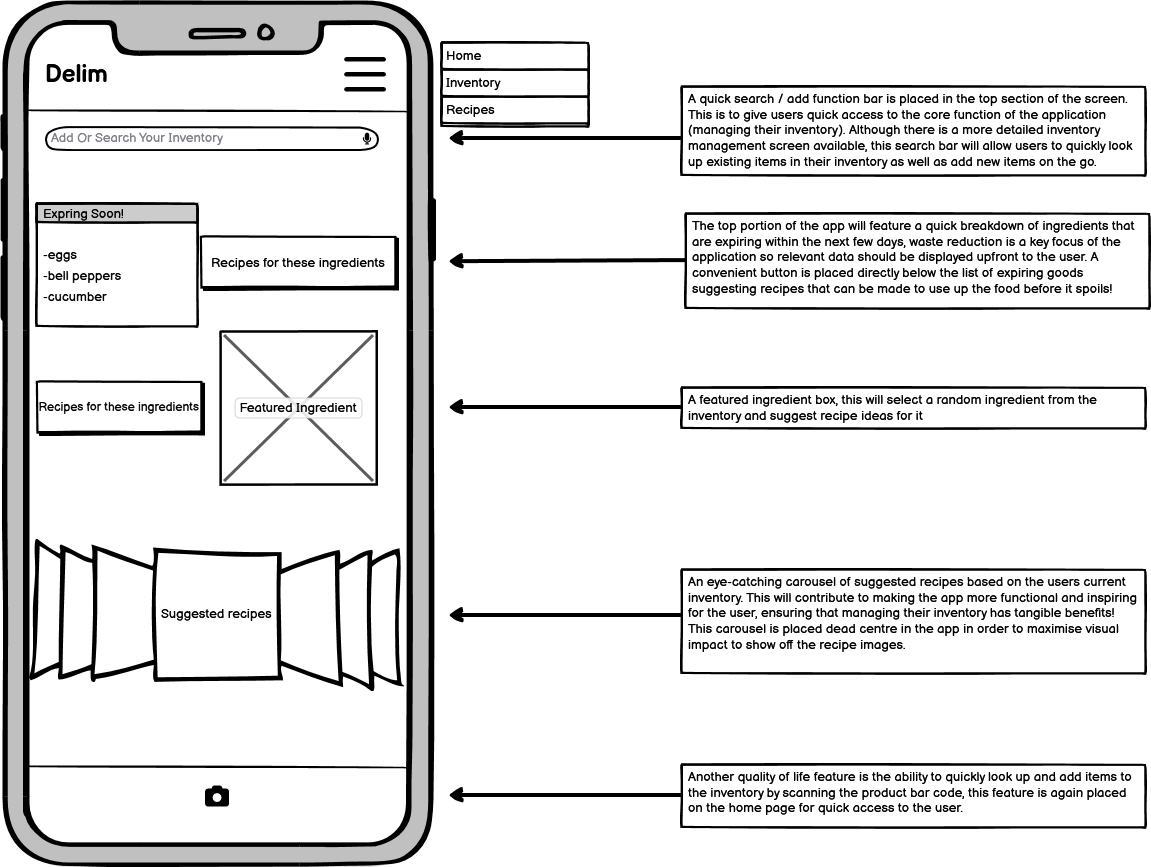 Delim
Home
Inventory
Recipes
Add Or Search Your Inventory
A quick search / add function bar is placed in the top section of the screen.
This is to give users quick access to the core function of the application
(managing their inventory). Although there is a more detailed inventory
management screen available, this search bar will allow users to quickly look
up existing items in their inventory as well as add new items on the go.
Expring Soon!
-eggs
-bell peppers
-cucumber
Recipes for these ingredients
The top portion of the app will feature a quick breakdown of ingredients that
are expiring within the next few days, waste reduction is a key focus of the
application so relevant data should be displayed upfront to the user. A
convenient button is placed directly below the list of expiring goods
suggesting recipes that can be made to use up the food before it spoils!
Recipes for these ingredients
Featured Ingredient
A featured ingredient box, this will select a random ingredient from the
inventory and suggest recipe ideas for it
Suggested recipes
An eye-catching carousel of suggested recipes based on the users current
inventory. This will contribute to making the app more functional and inspiring
for the user, ensuring that managing their inventory has tangible benefits!
This carousel is placed dead centre in the app in order to maximise visual
impact to show off the recipe images.
Another quality of life feature is the ability to quickly look up and add items to
the inventory by scanning the product bar code, this feature is again placed
on the home page for quick access to the user.